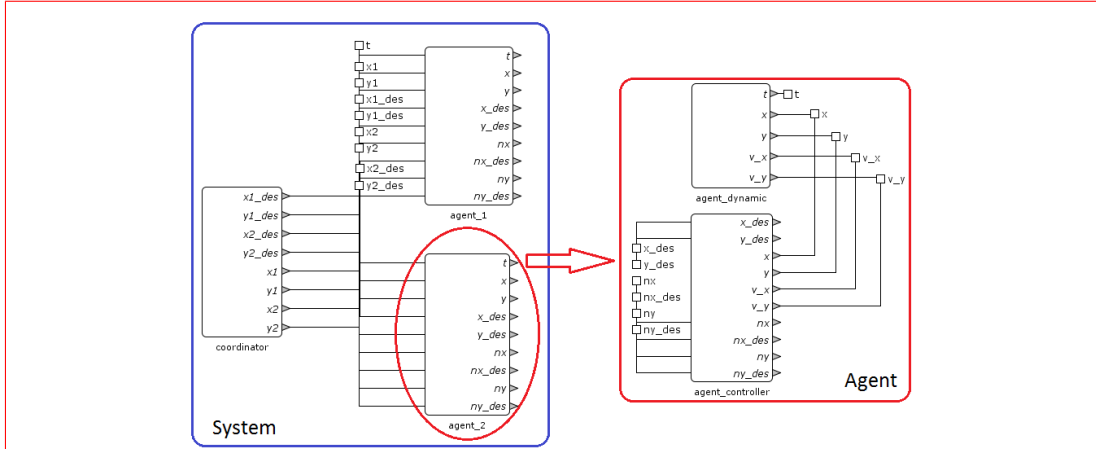 t
x1
y1
x1_des
y1_des
x2
y2
x2_des
y2_des
t
x
y
x_des
y_des
nx
nx_des
ny
ny_des
agent_1
x1_des
y1_des
x2_des
y2_des
x1
y1
x2
y2
coordinator
t
x
y
x_des
y_des
nx
nx_des
ny
ny_des
agent_2
System
t
x
y
v_x
v_y
t
x
y
v_x
v_y
agent_dynamic
x_des
y_des
nx
nx_des
ny
ny_des
x_des
y_des
x
y
v_x
v_y
nx
nx_des
ny
ny_des
agent_controller
Agent